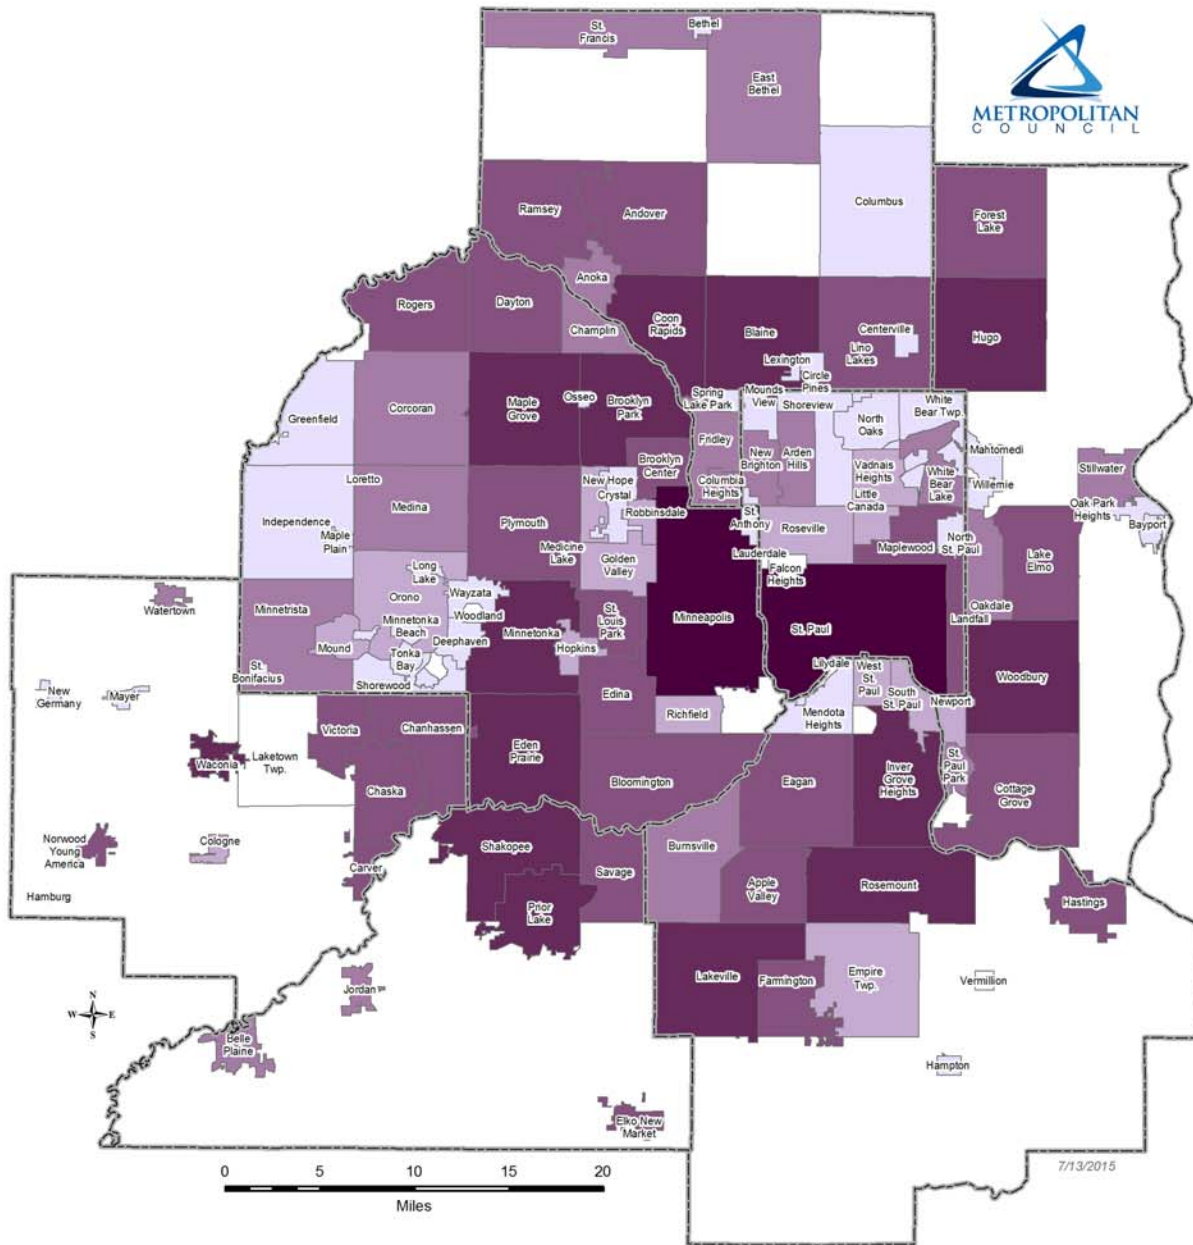 St.
Francis
Bethel
East
Bethel
METROPOLITAN
COUNCIL
Columbus
Ramsey
Andover
Forest
Lake
Anoka
Rogers
Dayton
Champlin
Coon
Rapids
Blaine
Centerville
Lino
Lakes
Hugo
Lexington
Circle
Pines
Osseo
Maple
Grove
Brooklyn
Park
Spring
Lake Park
Mounds
View
Shoreview
North
Oaks
White
Bear Twp.
Greenfield
Corcoran
Fridley
New
Brighton
Arden
Hills
Mahtomedi
Brooklyn
Center
Vadnais
Heights
White
Bear
Lake
Willernie
Stillwater
Loretto
Medina
New Hope
Crystal
Columbia
Heights
Little
Canada
Oak Park
Heights
Bayport
Independence
Maple
Plain
Plymouth
Robbinsdale
St.
Anthony
Roseville
Maplewood
North
St. Paul
Lake
Elmo
Medicine
Lake
Golden
Valley
Lauderdale
Falcon
Heights
Long
Lake
Wayzata
Orono
Woodland
Watertown
Minnetrista
Minnetonka
Beach
Deephaven
Minnetonka
St.
Louis
Park
Minneapolis
St. Paul
Oakdale
Landfall
Mound
Tonka
Bay
Hopkins
St.
Bonifacius
Shorewood
Lilydale
West
St.
Paul
South
St. Paul
Newport
Woodbury
New
Germany
Mayer
Edina
Richfield
Mendota
Heights
Victoria
Chanhassen
Waconia
Laketown
Twp.
Eden
Prairie
Bloomington
Eagan
Inver
Grove
Heights
St.
Paul
Park
Cottage
Grove
Chaska
Norwood
Young
America
Cologne
Carver
Shakopee
Savage
Burnsville
Apple
Valley
Rosemount
Hastings
Hamburg
Prior
Lake
Lakeville
Farmington
Empire
Twp.
Vermillion
Jordan
N
W E
S
Belle
Plaine
Hampton
Elko New
Market
7/13/2015
0 5 10 15 20
Miles